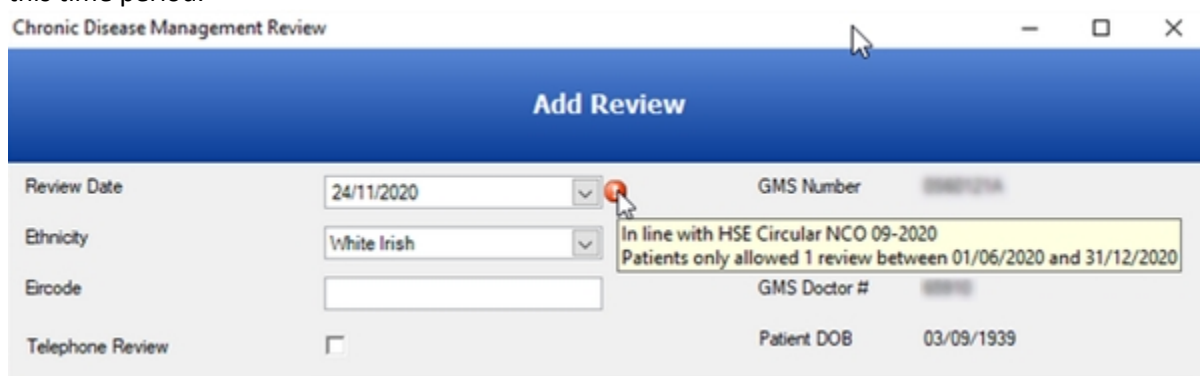 this time period.
Chronic Disease Management Review
Add Review
Review Date 24/11/2020 GMS Number
Ethnicity White Irish
In line with HSE Circular NCO 09-2020
Patients only allowed 1 review between 01/06/2020 and 31/12/2020
Eircode GMS Doctor #
Telephone Review Patient DOB 03/09/1939